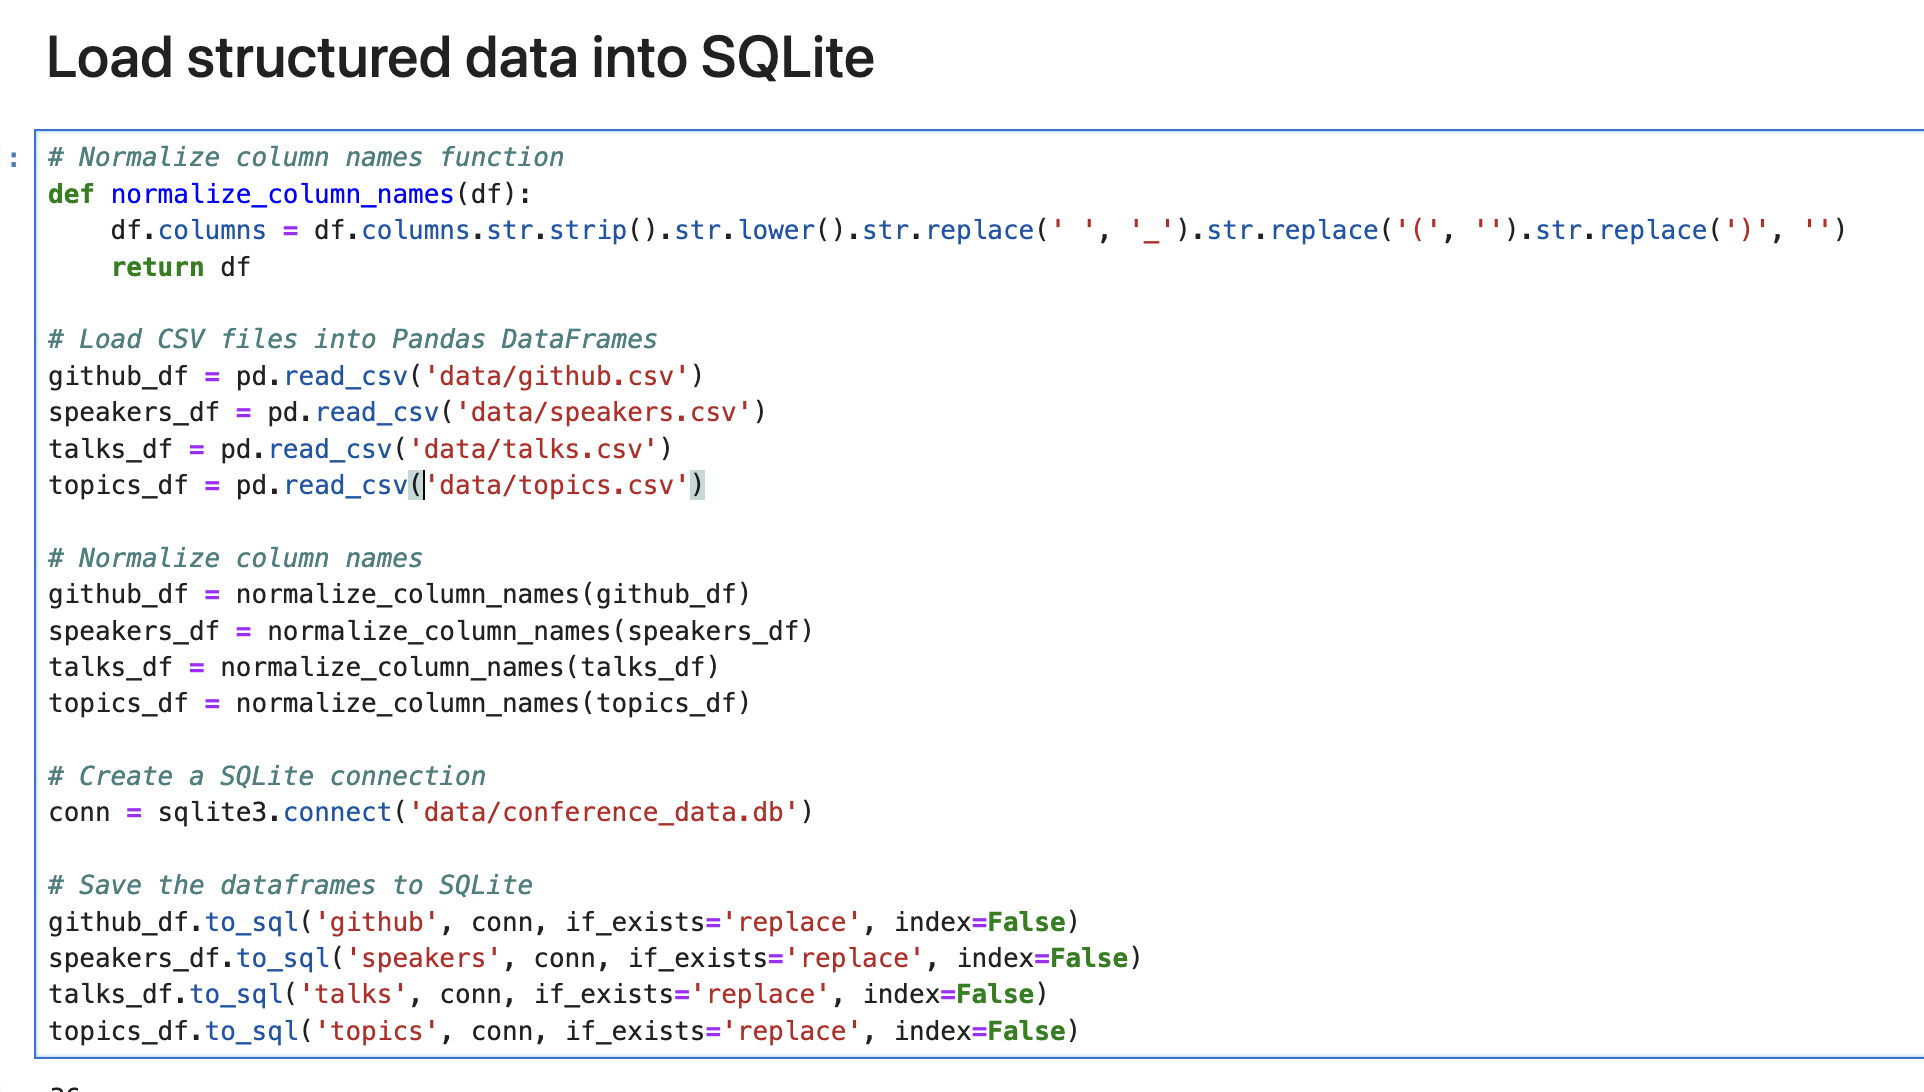 Load structured data into SQLite
:
# Normalize column names function
def normalize_column_names(df):
    df.columns = df.columns.str.strip().str.lower().str.replace(' ', '_').str.replace('(', '').str.replace(')', '')
    return df

# Load CSV files into Pandas DataFrames
github_df = pd.read_csv('data/github.csv')
speakers_df = pd.read_csv('data/speakers.csv')
talks_df = pd.read_csv('data/talks.csv')
topics_df = pd.read_csv('data/topics.csv')

# Normalize column names
github_df = normalize_column_names(github_df)
speakers_df = normalize_column_names(speakers_df)
talks_df = normalize_column_names(talks_df)
topics_df = normalize_column_names(topics_df)

# Create a SQLite connection
conn = sqlite3.connect('data/conference_data.db')

# Save the dataframes to SQLite
github_df.to_sql('github', conn, if_exists='replace', index=False)
speakers_df.to_sql('speakers', conn, if_exists='replace', index=False)
talks_df.to_sql('talks', conn, if_exists='replace', index=False)
topics_df.to_sql('topics', conn, if_exists='replace', index=False)